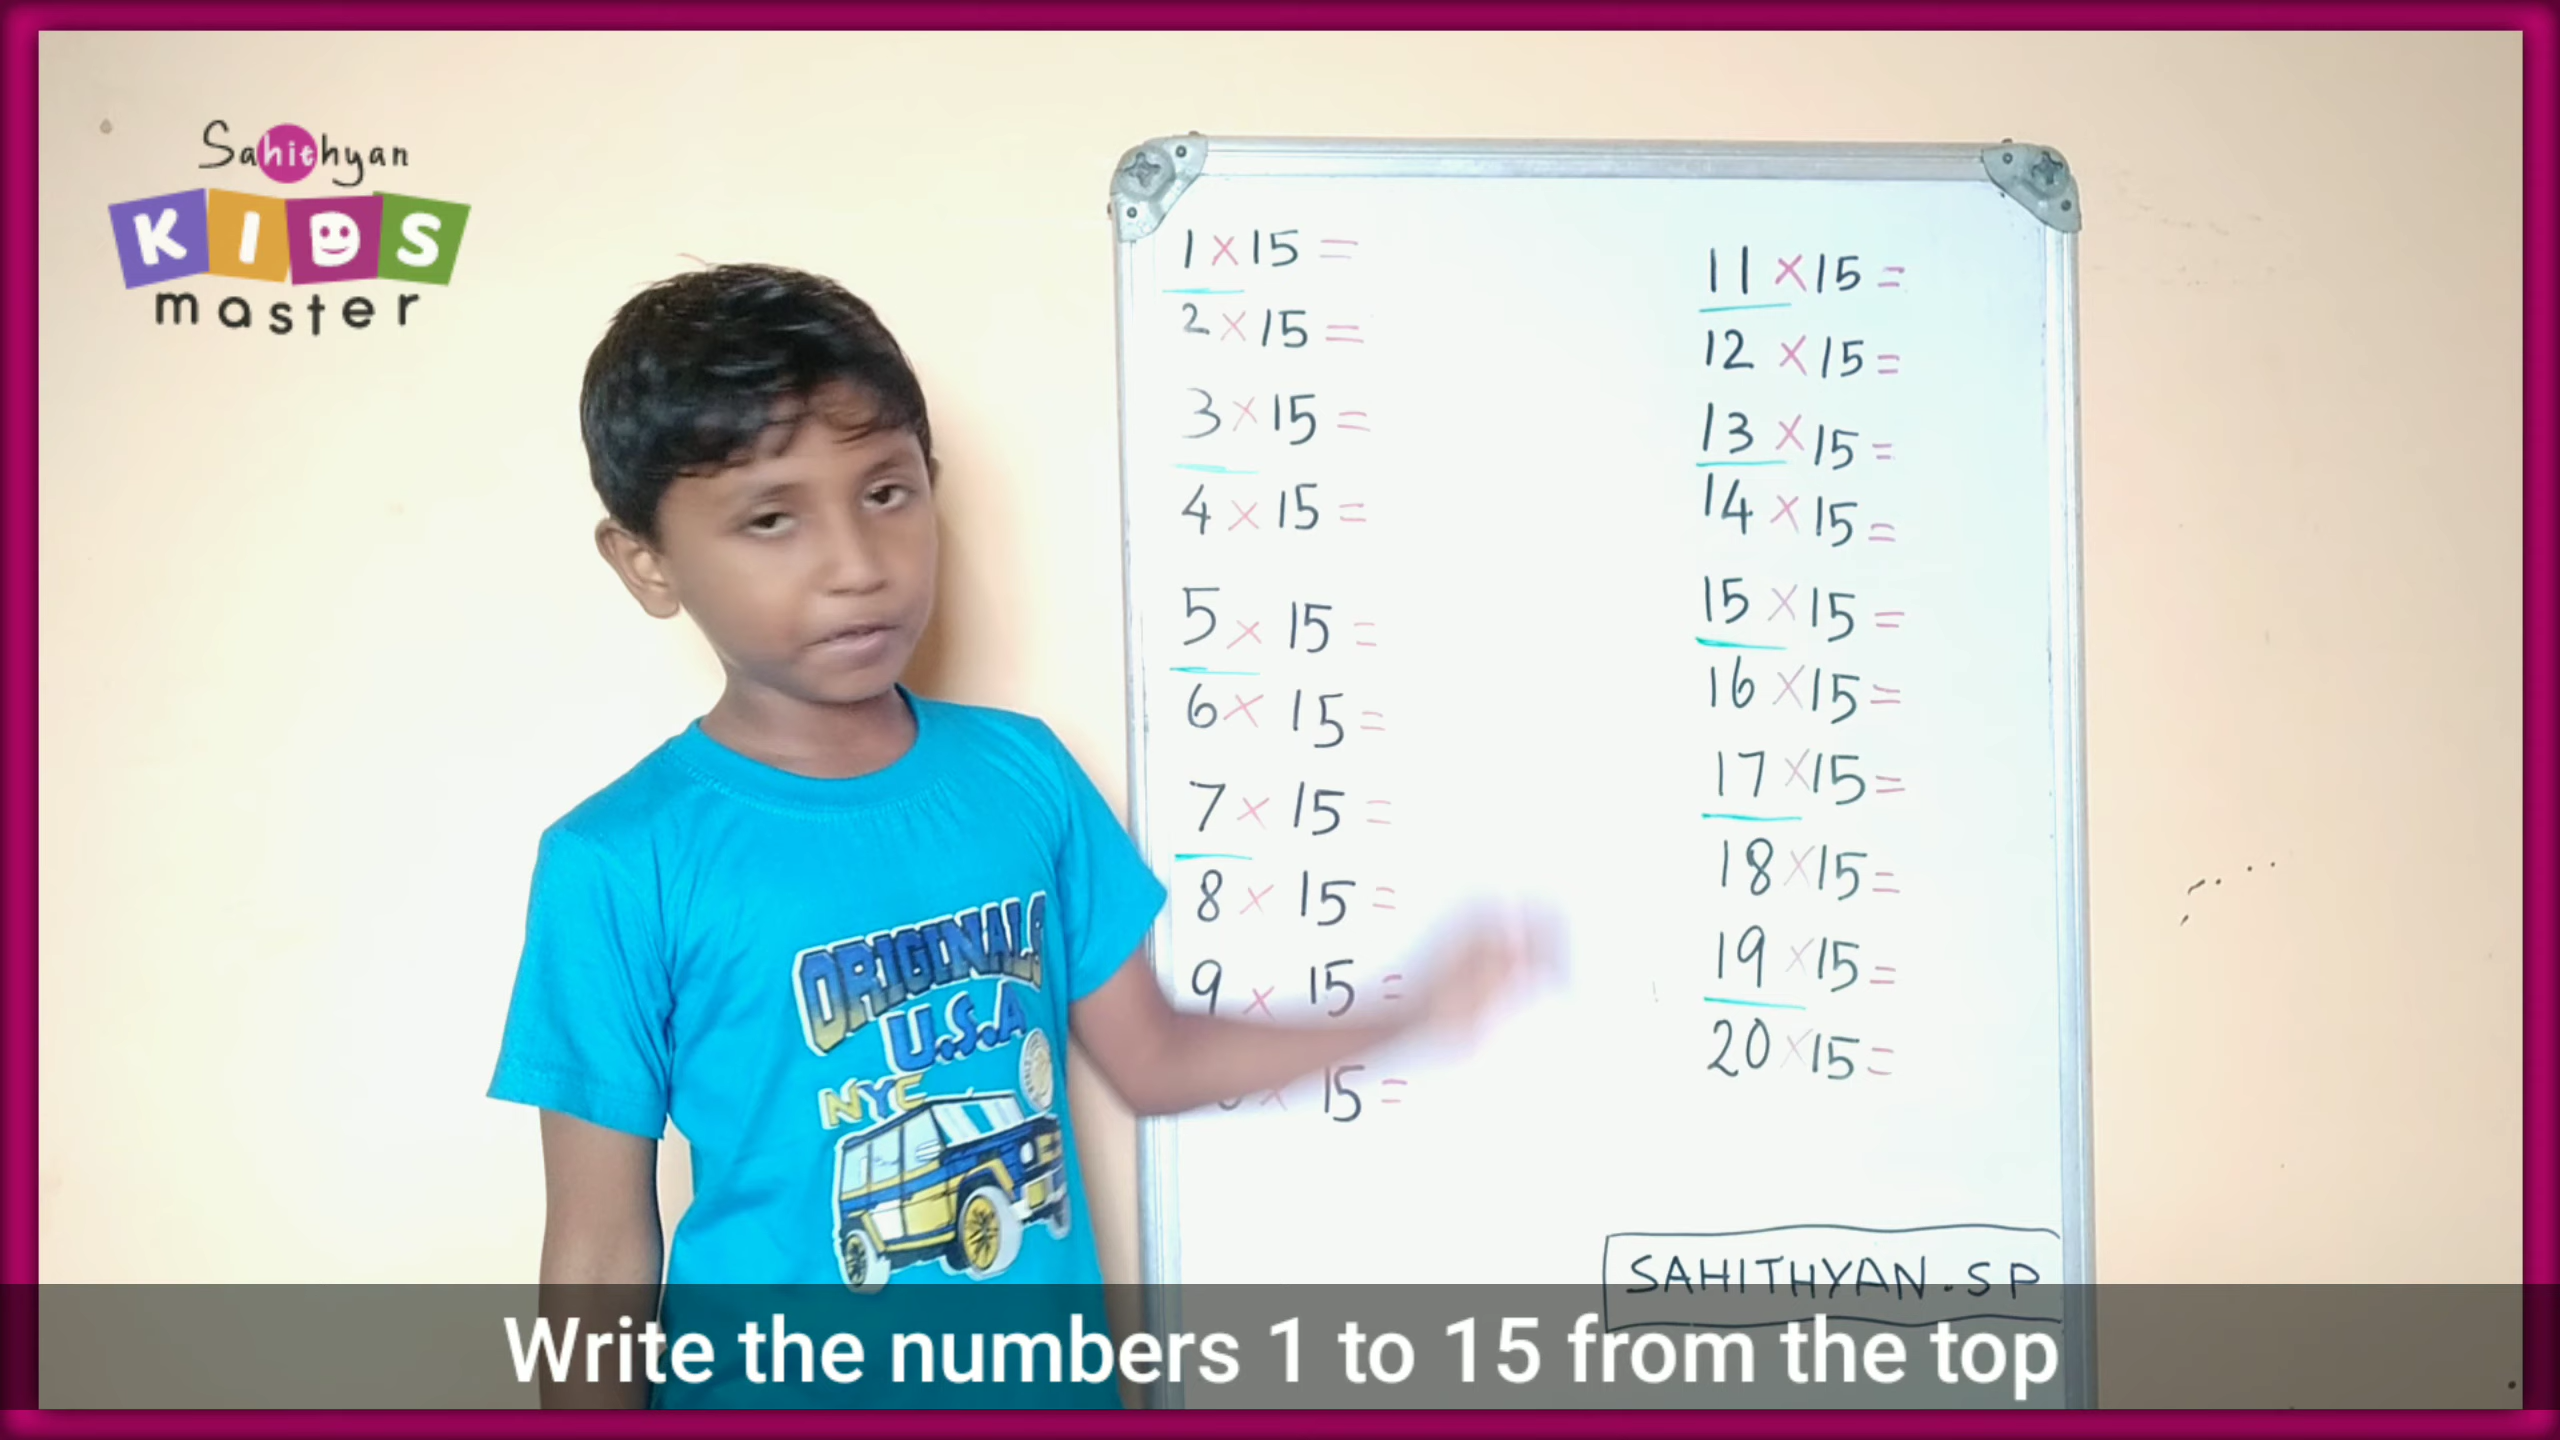 Sahithyan
KIDS
master
1 × 15 =
2 × 15 =
3 × 15 =
4 × 15 =
5 × 15 =
6 × 15 =
7 × 15 =
8 × 15 =
9 × 15 =
× 15 =
11 × 15 =
12 × 15 =
13 × 15 =
14 × 15 =
15 × 15 =
16 × 15 =
17 × 15 =
18 × 15 =
19 × 15 =
20 × 15 =
ORIGINALS
U.S.A
NYC
SAHITHYAN.SP
Write the numbers 1 to 15 from the top